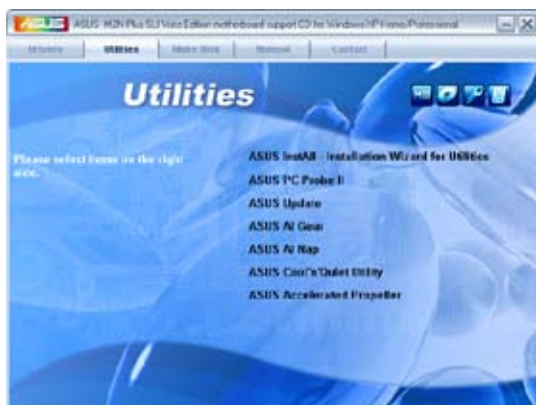 ASUS M2N Plus SLI Vista Edition motherboard support CD for Windows XP Home/Professional
Drivers Utilities Make Disk Manual Contact
Utilities
Please select items on the right
side.
ASUS InstAll - Installation Wizard for Utilities
ASUS PC Probe II
ASUS Update
ASUS AI Gear
ASUS AI Nap
ASUS Cool'n'Quiet Utility
ASUS Accelerated Propeller